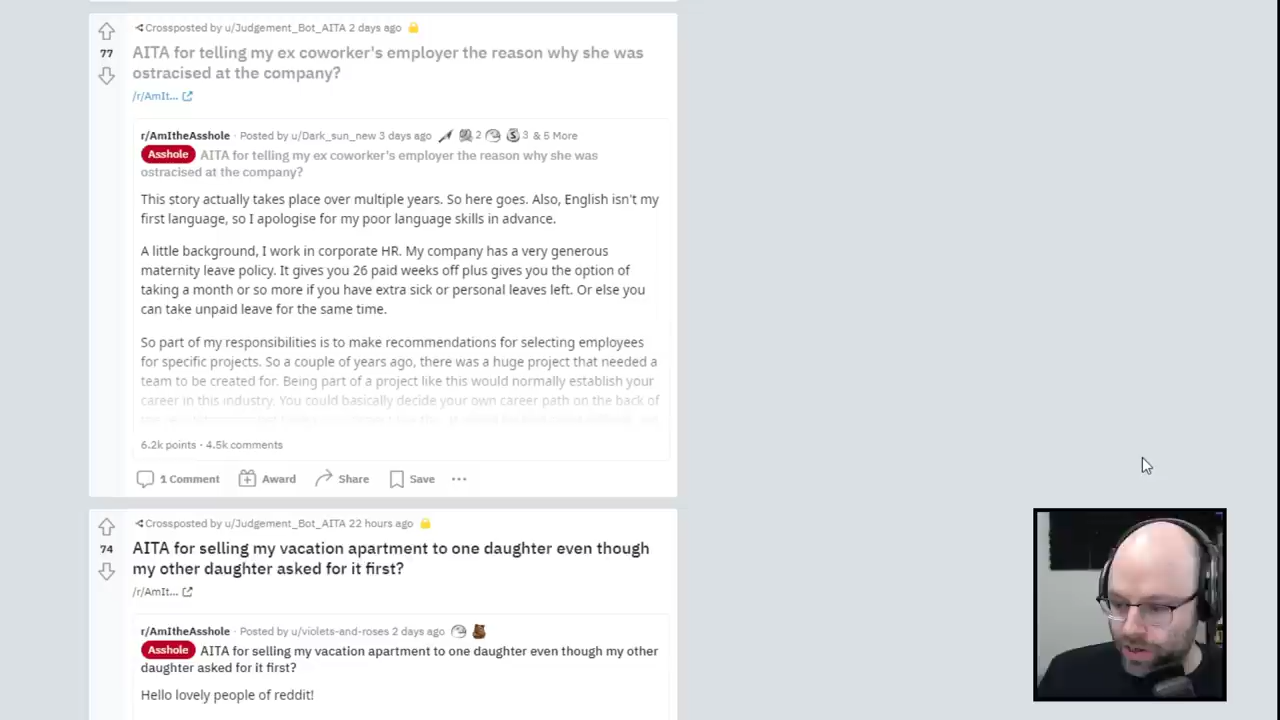 Crossposted by u/Judgement_Bot_AITA 2 days ago
77
AITA for telling my ex coworker's employer the reason why she was
ostracised at the company?
/r/AmIt...
r/AmItheAsshole · Posted by u/Dark_sun_new 3 days ago 2 3 & 5 More
Asshole AITA for telling my ex coworker's employer the reason why she was
ostracised at the company?
This story actually takes place over multiple years. So here goes. Also, English isn't my
first language, so I apologise for my poor language skills in advance.
A little background, I work in corporate HR. My company has a very generous
maternity leave policy. It gives you 26 paid weeks off plus gives you the option of
taking a month or so more if you have extra sick or personal leaves left. Or else you
can take unpaid leave for the same time.
So part of my responsibilities is to make recommendations for selecting employees
for specific projects. So a couple of years ago, there was a huge project that needed a
team to be created for. Being part of a project like this would normally establish your
career in this industry. You could basically decide your own career path on the back of
6.2k points · 4.5k comments
1 Comment Award Share Save ...
Crossposted by u/Judgement_Bot_AITA 22 hours ago
74
AITA for selling my vacation apartment to one daughter even though
my other daughter asked for it first?
/r/AmIt...
r/AmItheAsshole · Posted by u/violets-and-roses 2 days ago
Asshole AITA for selling my vacation apartment to one daughter even though my other
daughter asked for it first?
Hello lovely people of reddit!